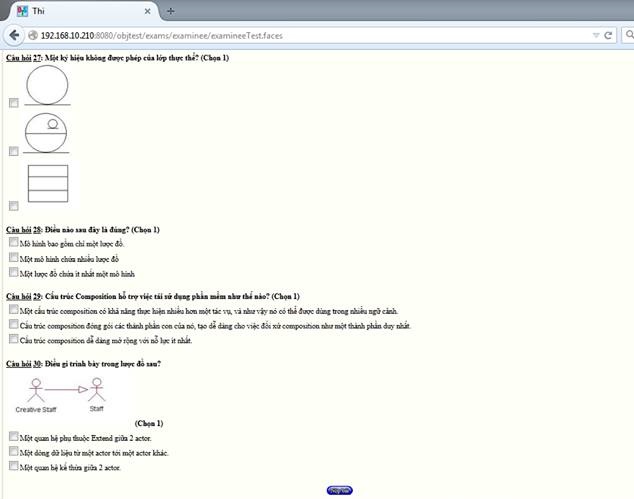 Thi
192.168.10.210:8080/objtest/exams/examinee/examineeTest.faces
Câu hỏi 27: Một ký hiệu không được phép của lớp thực thể? (Chọn 1)
Câu hỏi 28: Điều nào sau đây là đúng? (Chọn 1)
Mô hình bao gồm chỉ một lược đồ.
Một mô hình chứa nhiều lược đồ
Một lược đồ chứa ít nhất một mô hình
Câu hỏi 29: Cấu trúc Composition hỗ trợ việc tái sử dụng phần mềm như thế nào? (Chọn 1)
Một cấu trúc composition có khả năng thực hiện nhiều hơn một tác vụ, và như vậy nó có thể được dùng trong nhiều ngữ cảnh.
Cấu trúc composition đóng gói các thành phần con của nó, tạo dễ dàng cho việc đối xử composition như một thành phần duy nhất.
Cấu trúc composition dễ dàng mở rộng với nỗ lực ít nhất.
Câu hỏi 30: Điều gì trình bày trong lược đồ sau?
Creative Staff Staff
(Chọn 1)
Một quan hệ phụ thuộc Extend giữa 2 actor.
Một dòng dữ liệu từ một actor tới một actor khác.
Một quan hệ kế thừa giữa 2 actor.